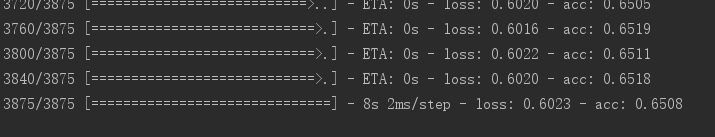 3720/3875 [===========================>..] - ETA: 0s - loss: 0.6020 - acc: 0.6505
3760/3875 [============================>.] - ETA: 0s - loss: 0.6016 - acc: 0.6519
3800/3875 [============================>.] - ETA: 0s - loss: 0.6022 - acc: 0.6511
3840/3875 [============================>.] - ETA: 0s - loss: 0.6020 - acc: 0.6518
3875/3875 [==============================] - 8s 2ms/step - loss: 0.6023 - acc: 0.6508